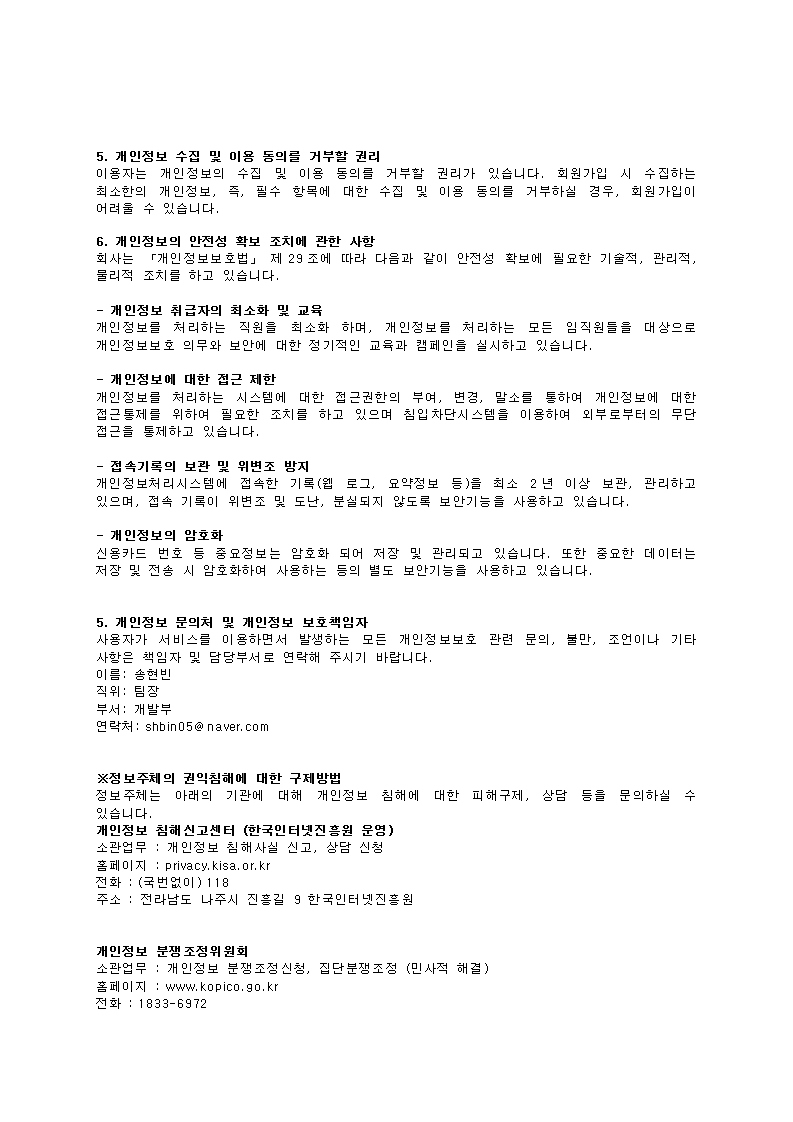 5. 개인정보 수집 및 이용 동의를 거부할 권리
이용자는 개인정보의 수집 및 이용 동의를 거부할 권리가 있습니다. 회원가입 시 수집하는
최소한의 개인정보, 즉, 필수 항목에 대한 수집 및 이용 동의를 거부하실 경우, 회원가입이
어려울 수 있습니다.
6. 개인정보의 안전성 확보 조치에 관한 사항
회사는 「개인정보보호법」 제 29 조에 따라 다음과 같이 안전성 확보에 필요한 기술적, 관리적,
물리적 조치를 하고 있습니다.
- 개인정보 취급자의 최소화 및 교육
개인정보를 처리하는 직원을 최소화 하며, 개인정보를 처리하는 모든 임직원들을 대상으로
개인정보보호 의무와 보안에 대한 정기적인 교육과 캠페인을 실시하고 있습니다.
- 개인정보에 대한 접근 제한
개인정보를 처리하는 시스템에 대한 접근권한의 부여, 변경, 말소를 통하여 개인정보에 대한
접근통제를 위하여 필요한 조치를 하고 있으며 침입차단시스템을 이용하여 외부로부터의 무단
접근을 통제하고 있습니다.
- 접속기록의 보관 및 위변조 방지
개인정보처리시스템에 접속한 기록(웹 로그, 요약정보 등)을 최소 2 년 이상 보관, 관리하고
있으며, 접속 기록이 위변조 및 도난, 분실되지 않도록 보안기능을 사용하고 있습니다.
- 개인정보의 암호화
신용카드 번호 등 중요정보는 암호화 되어 저장 및 관리되고 있습니다. 또한 중요한 데이터는
저장 및 전송 시 암호화하여 사용하는 등의 별도 보안기능을 사용하고 있습니다.
5. 개인정보 문의처 및 개인정보 보호책임자
사용자가 서비스를 이용하면서 발생하는 모든 개인정보보호 관련 문의, 불만, 조언이나 기타
사항은 책임자 및 담당부서로 연락해 주시기 바랍니다.
이름: 송현빈
직위: 팀장
부서: 개발부
연락처: shbin05@naver.com
※정보주체의 권익침해에 대한 구제방법
정보주체는 아래의 기관에 대해 개인정보 침해에 대한 피해구제, 상담 등을 문의하실 수
있습니다.
개인정보 침해신고센터 (한국인터넷진흥원 운영)
소관업무 : 개인정보 침해사실 신고, 상담 신청
홈페이지 : privacy.kisa.or.kr
전화 : (국번없이) 118
주소 : 전라남도 나주시 진흥길 9 한국인터넷진흥원
개인정보 분쟁조정위원회
소관업무 : 개인정보 분쟁조정신청, 집단분쟁조정 (민사적 해결)
홈페이지 : www.kopico.go.kr
전화 : 1833-6972